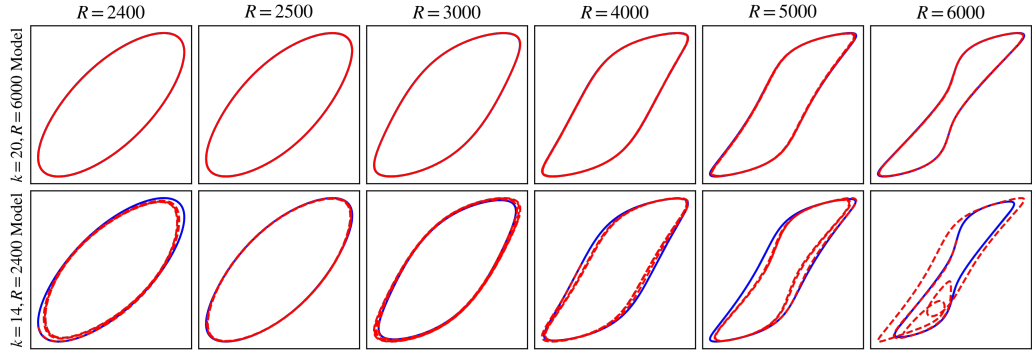 R = 2400
R = 2500
R = 3000
R = 4000
R = 5000
R = 6000
k = 20, R = 6000 Model
k = 14, R = 2400 Model